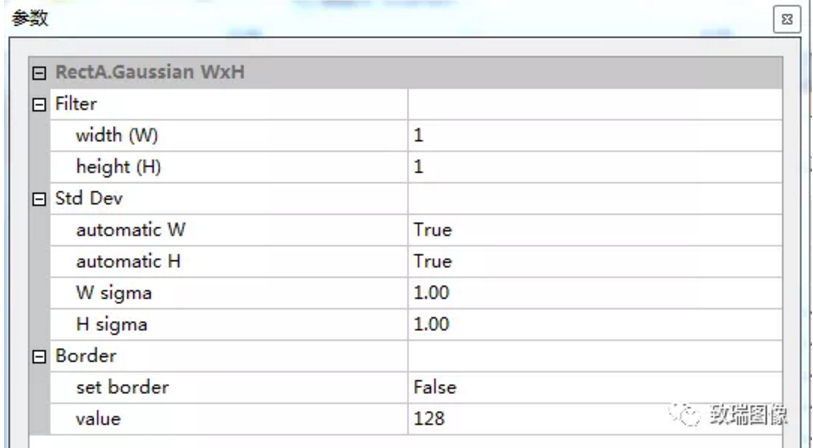 参数
RectA.Gaussian WxH
Filter
width (W) 1
height (H) 1
Std Dev
automatic W True
automatic H True
W sigma 1.00
H sigma 1.00
Border
set border False
value 128
致瑞图像